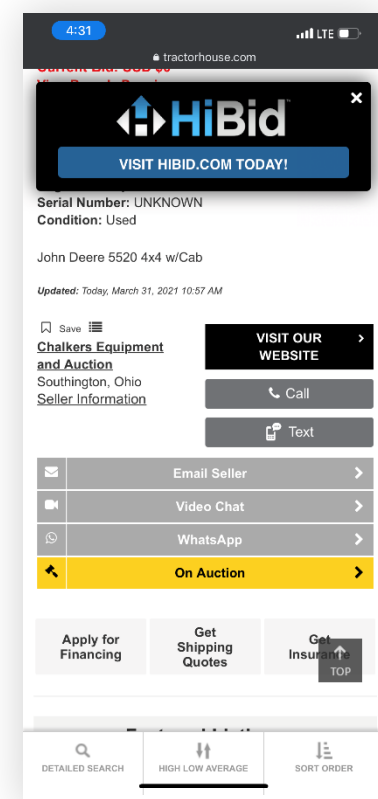 4:31
LTE
tractorhouse.com
HiBid
VISIT HIBID.COM TODAY!
Serial Number: UNKNOWN
Condition: Used
John Deere 5520 4x4 w/Cab
Updated: Today, March 31, 2021 10:57 AM
Save
Chalkers Equipment
and Auction
Southington, Ohio
Seller Information
VISIT OUR
WEBSITE
Call
Text
Email Seller
Video Chat
WhatsApp
On Auction
Apply for
Financing
Get
Shipping
Quotes
Get
Insurance
TOP
DETAILED SEARCH
HIGH LOW AVERAGE
SORT ORDER